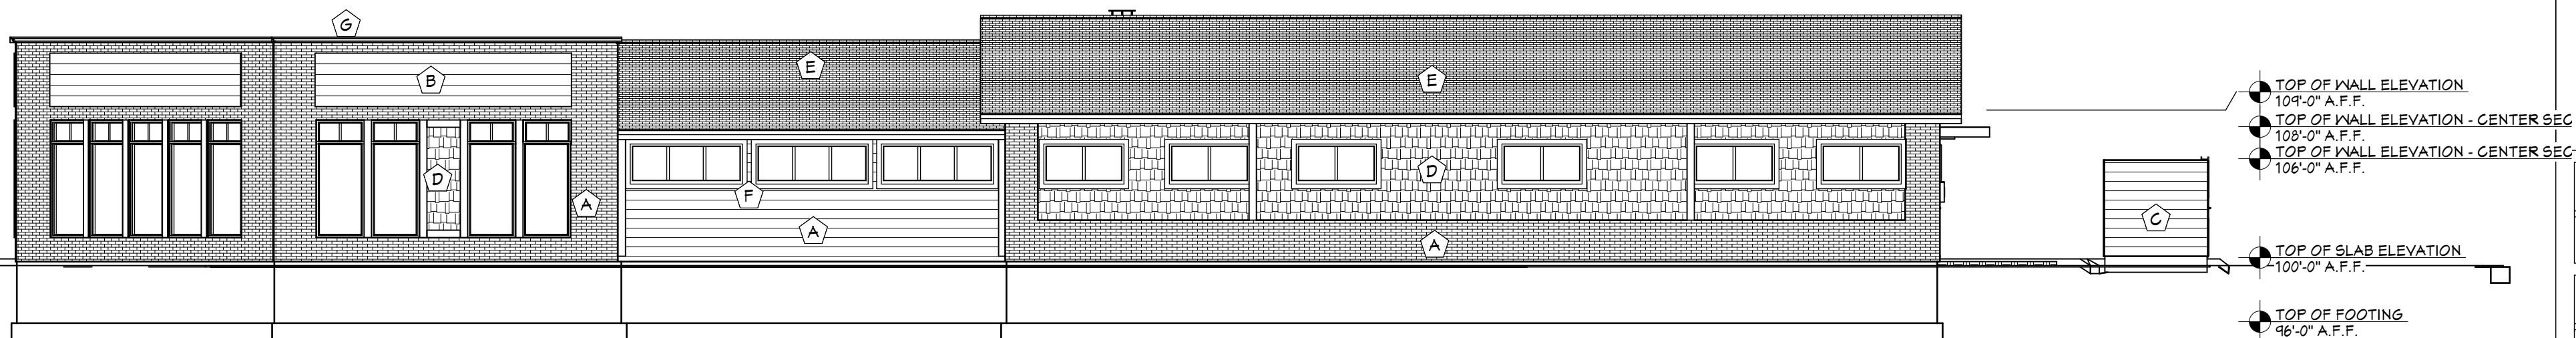 G
E
B
E
TOP OF WALL ELEVATION
109'-0" A.F.F.
TOP OF WALL ELEVATION - CENTER SEC
108'-0" A.F.F.
TOP OF WALL ELEVATION - CENTER SEC
106'-0" A.F.F.
D
D
F
A
C
A
A
TOP OF SLAB ELEVATION
100'-0" A.F.F.
TOP OF FOOTING
96'-0" A.F.F.